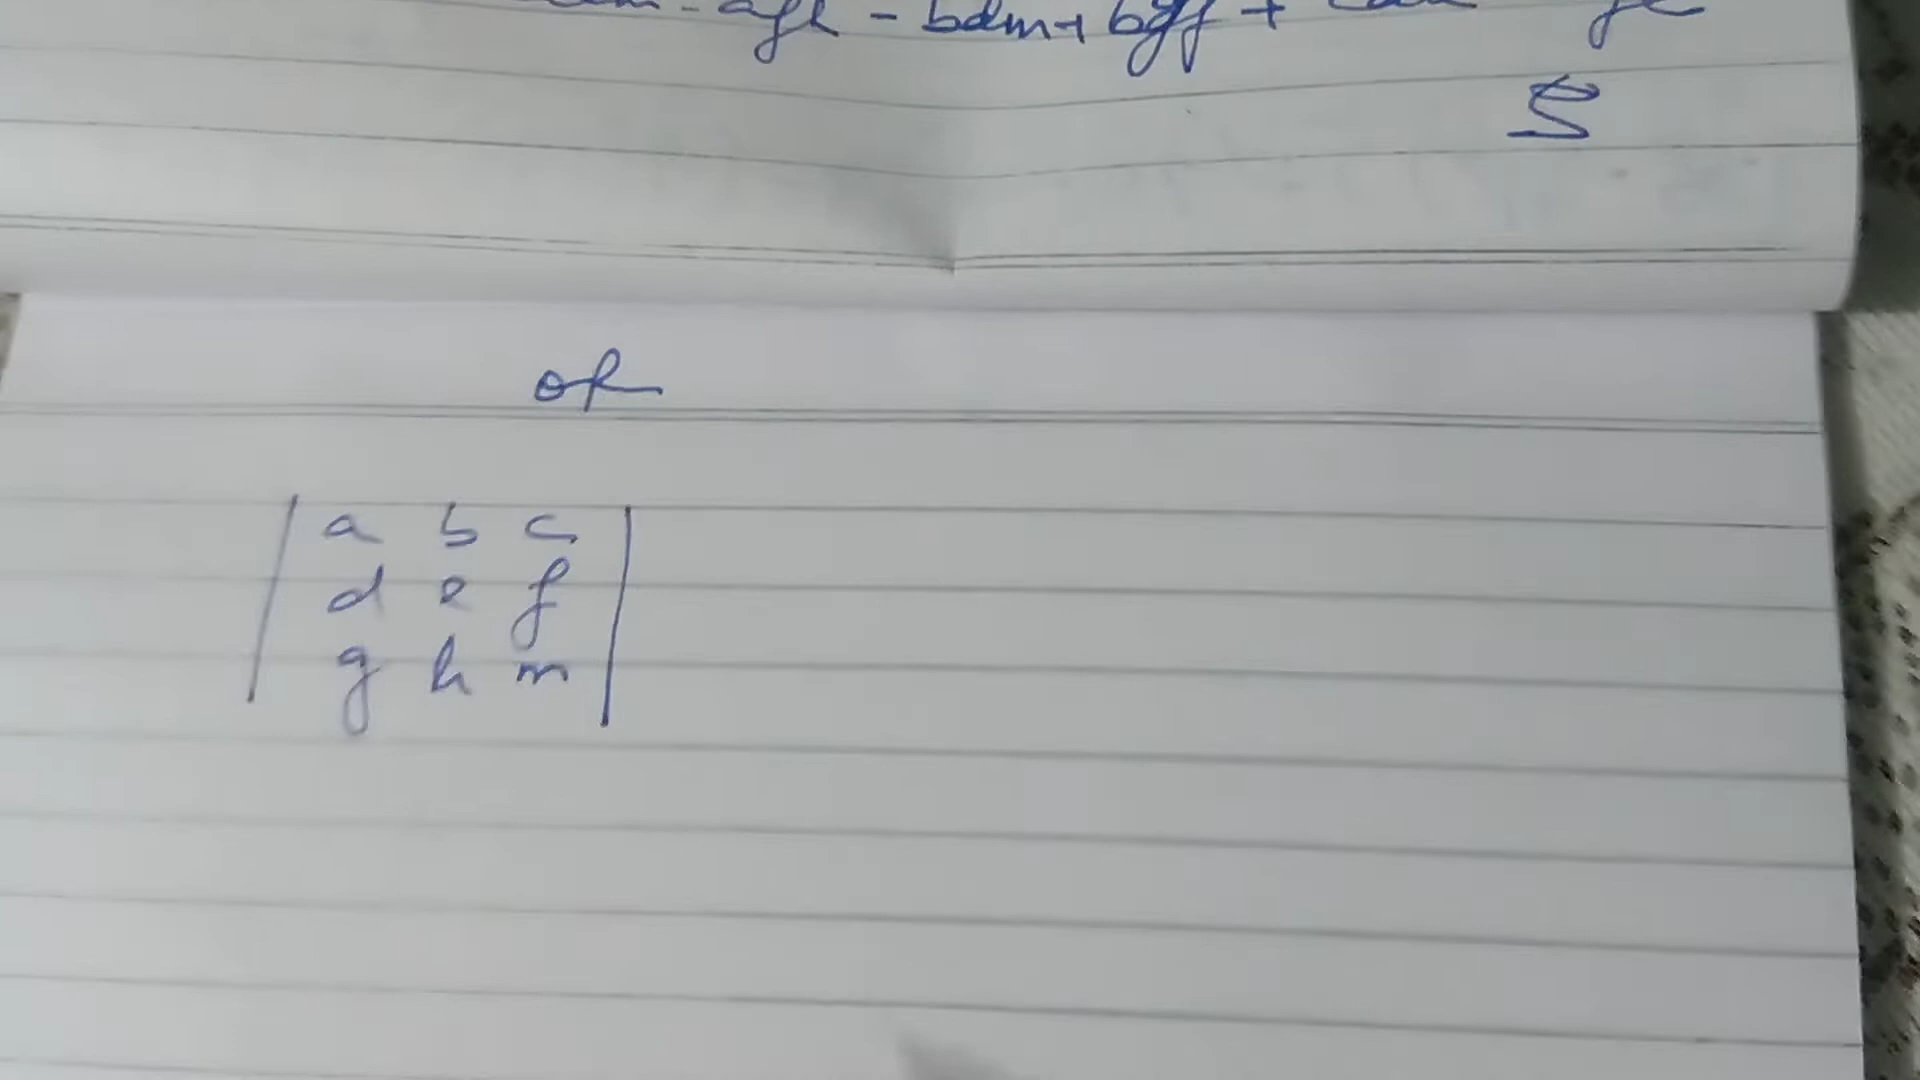 - afh - bdm + bgf +
or
| a b c |
| d e f |
| g h m |